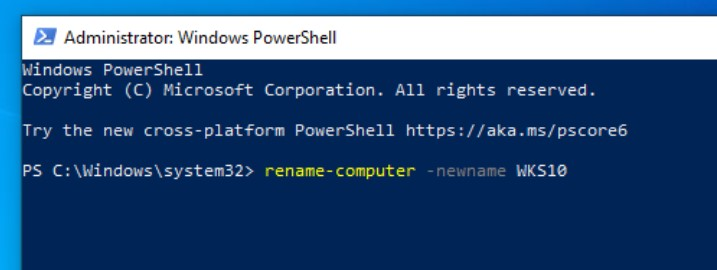 Administrator: Windows PowerShell
Windows PowerShell
Copyright (C) Microsoft Corporation. All rights reserved.
Try the new cross-platform PowerShell https://aka.ms/pscore6
PS C:\Windows\system32> rename-computer -newname WKS10